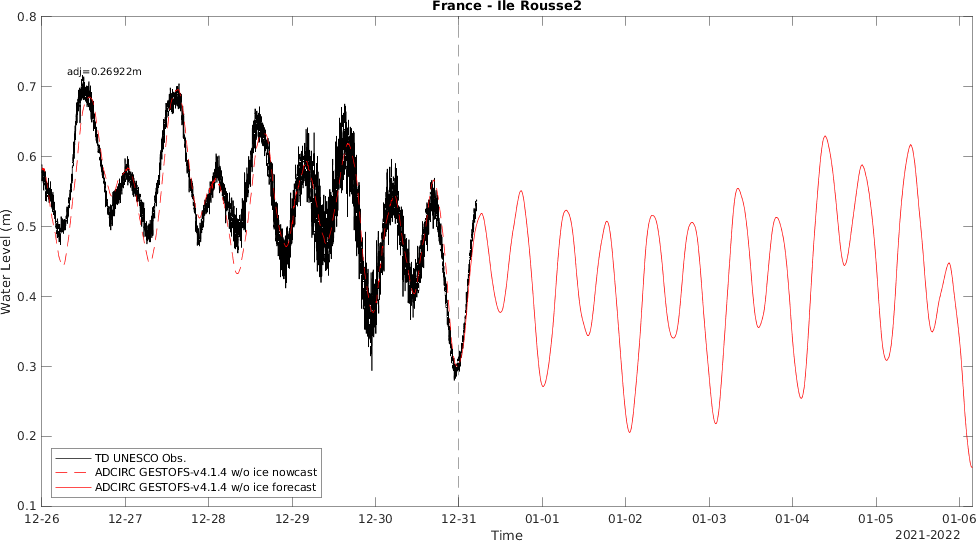 France - Ile Rousse2
0.8
0.7
0.6
0.5
0.4
0.3
0.2
0.1
Water Level (m)
adj=0.26922m
TD UNESCO Obs.
ADCIRC GESTOFS-v4.1.4 w/o ice nowcast
ADCIRC GESTOFS-v4.1.4 w/o ice forecast
12-26 12-27 12-28 12-29 12-30 12-31 01-01 01-02 01-03 01-04 01-05 01-06
Time
2021-2022